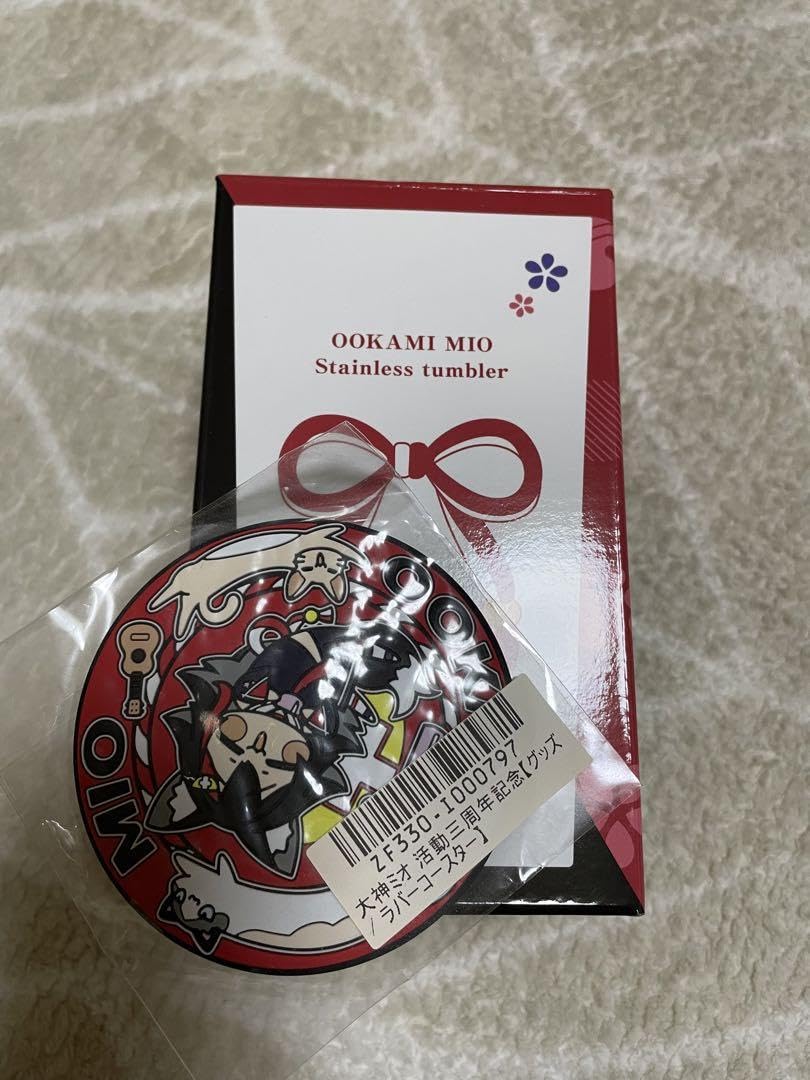 OOKAMI MIO
Stainless tumbler
OOKA
MIO
ZF330-I000797
大神ミオ 活動三周年記念【グッズ
/ラバーコースター】